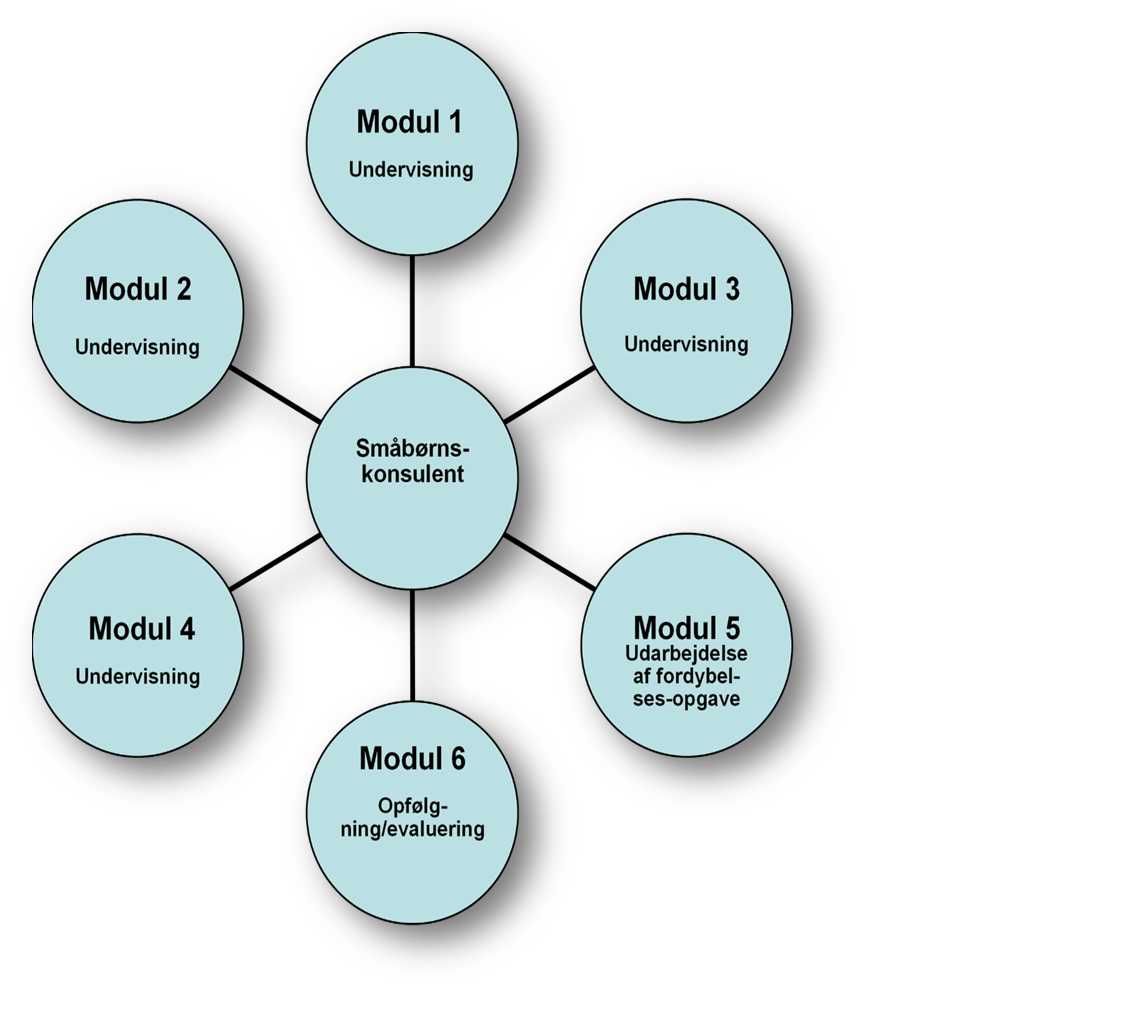 Modul 1
Undervisning
Modul 2
Undervisning
Modul 3
Undervisning
Småbørns-
konsulent
Modul 4
Undervisning
Modul 5
Udarbejdelse
af fordybel-
ses-opgave
Modul 6
Opfølg-
ning/evaluering